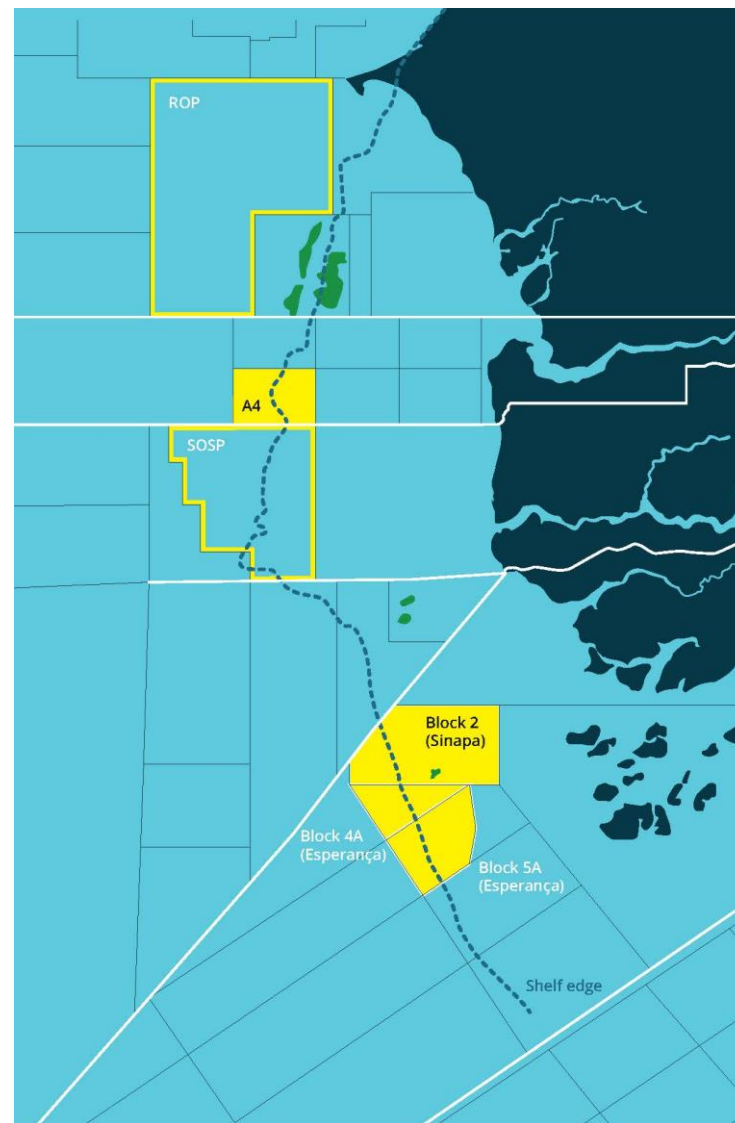 ROP
A4
SOSP
Block 2
(Sinapa)
Block 4A
(Esperança)
Block 5A
(Esperança)
Shelf edge